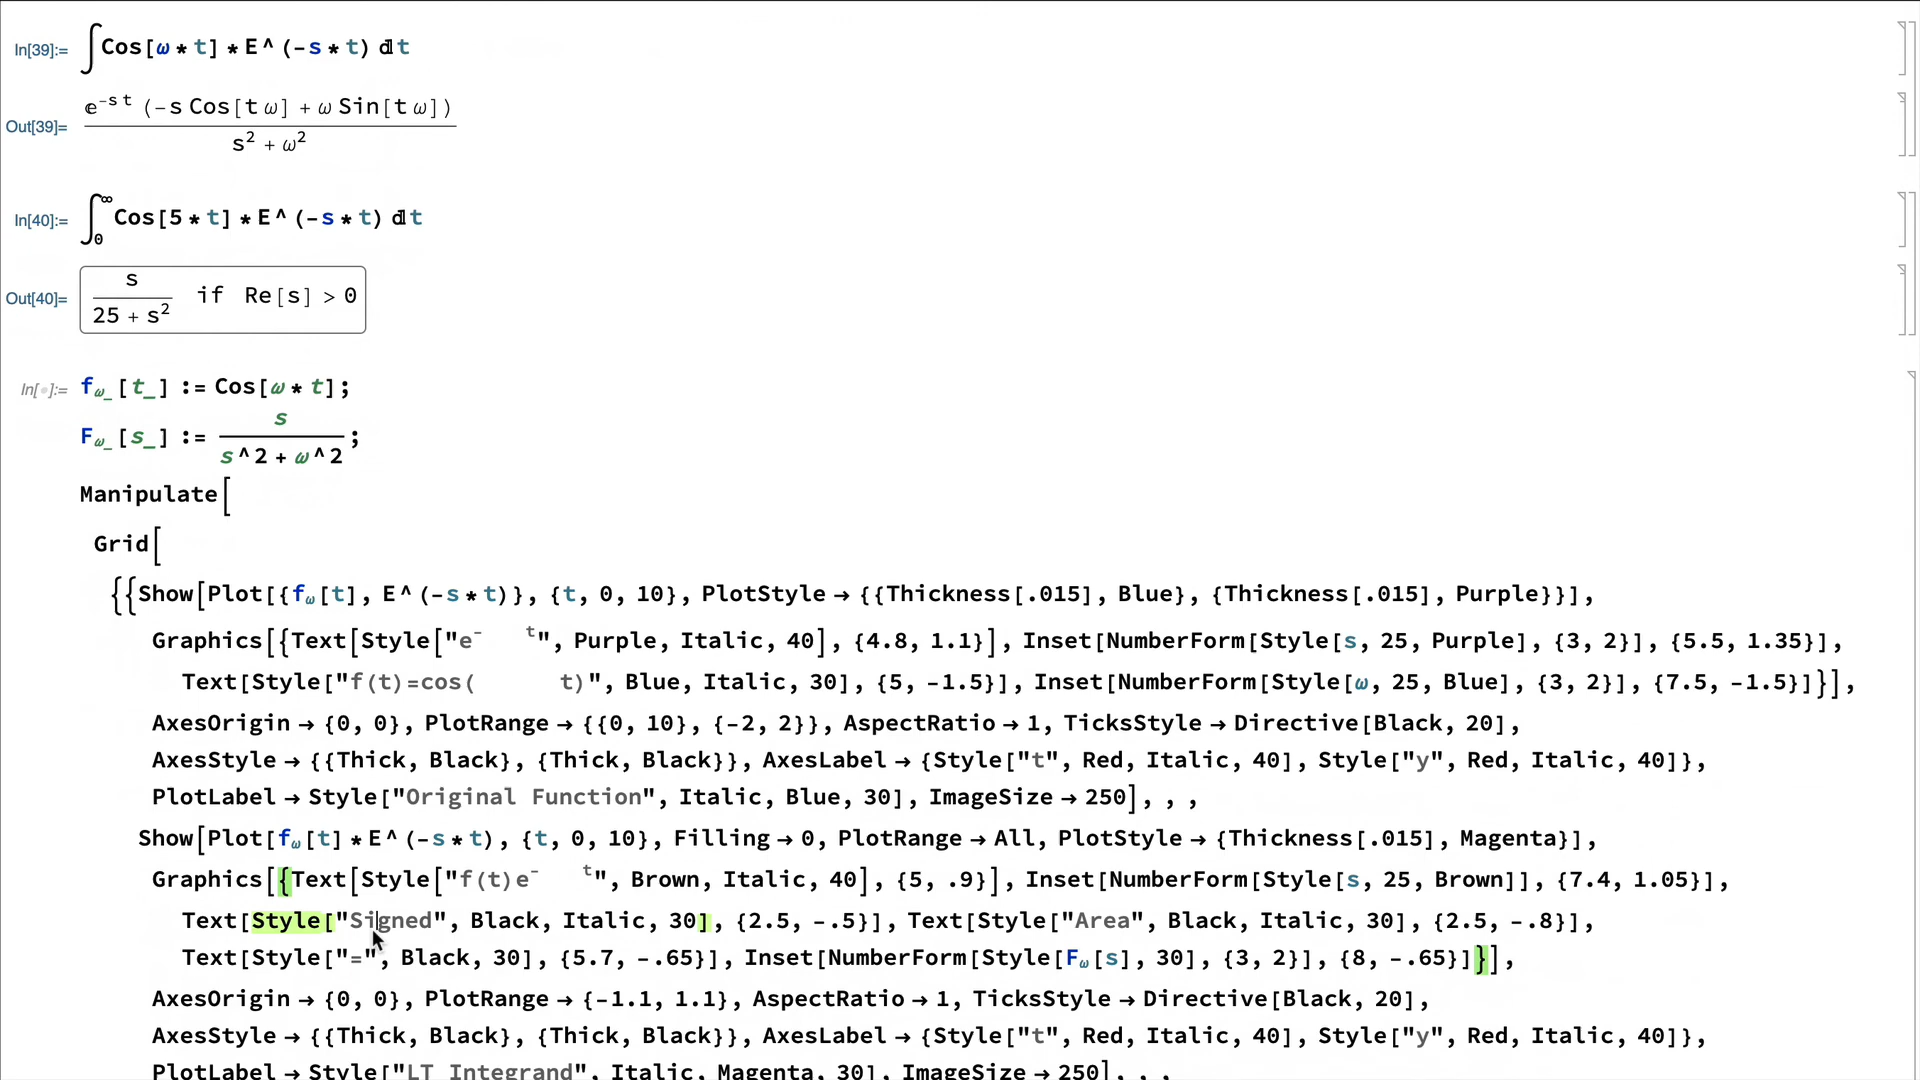 In[39]:= ∫Cos[ω*t]*E^(-s*t) ⅆt
Out[39]= ⅇ^(-s t) (-s Cos[t ω] + ω Sin[t ω])
s² + ω²
In[40]:= ∫₀^∞ Cos[5*t]*E^(-s*t) ⅆt
Out[40]= s
if Re[s] > 0
25 + s²
In[•]:= f_ω_[t_] := Cos[ω*t];
s
F_ω_[s_] := ;
s^2 + ω^2
Manipulate[
Grid[
{{Show[Plot[{f_ω[t], E^(-s*t)}, {t, 0, 10}, PlotStyle→{{Thickness[.015], Blue}, {Thickness[.015], Purple}}],
Graphics[{Text[Style["e⁻ ᵗ", Purple, Italic, 40], {4.8, 1.1}], Inset[NumberForm[Style[s, 25, Purple], {3, 2}], {5.5, 1.35}],
Text[Style["f(t)=cos( t)", Blue, Italic, 30], {5, -1.5}], Inset[NumberForm[Style[ω, 25, Blue], {3, 2}], {7.5, -1.5}]}],
AxesOrigin→{0, 0}, PlotRange→{{0, 10}, {-2, 2}}, AspectRatio→1, TicksStyle→Directive[Black, 20],
AxesStyle→{{Thick, Black}, {Thick, Black}}, AxesLabel→{Style["t", Red, Italic, 40], Style["y", Red, Italic, 40]},
PlotLabel→Style["Original Function", Italic, Blue, 30], ImageSize→250], , ,
Show[Plot[f_ω[t]*E^(-s*t), {t, 0, 10}, Filling→0, PlotRange→All, PlotStyle→{Thickness[.015], Magenta}],
Graphics[{Text[Style["f(t)e⁻ ᵗ", Brown, Italic, 40], {5, .9}], Inset[NumberForm[Style[s, 25, Brown]], {7.4, 1.05}],
Text[Style["Signed", Black, Italic, 30], {2.5, -.5}], Text[Style["Area", Black, Italic, 30], {2.5, -.8}],
Text[Style["=", Black, 30], {5.7, -.65}], Inset[NumberForm[Style[F_ω[s], 30], {3, 2}], {8, -.65}]}],
AxesOrigin→{0, 0}, PlotRange→{-1.1, 1.1}, AspectRatio→1, TicksStyle→Directive[Black, 20],
AxesStyle→{{Thick, Black}, {Thick, Black}}, AxesLabel→{Style["t", Red, Italic, 40], Style["y", Red, Italic, 40]},
PlotLabel→Style["LT Integrand", Italic, Magenta, 30], ImageSize→250], , ,